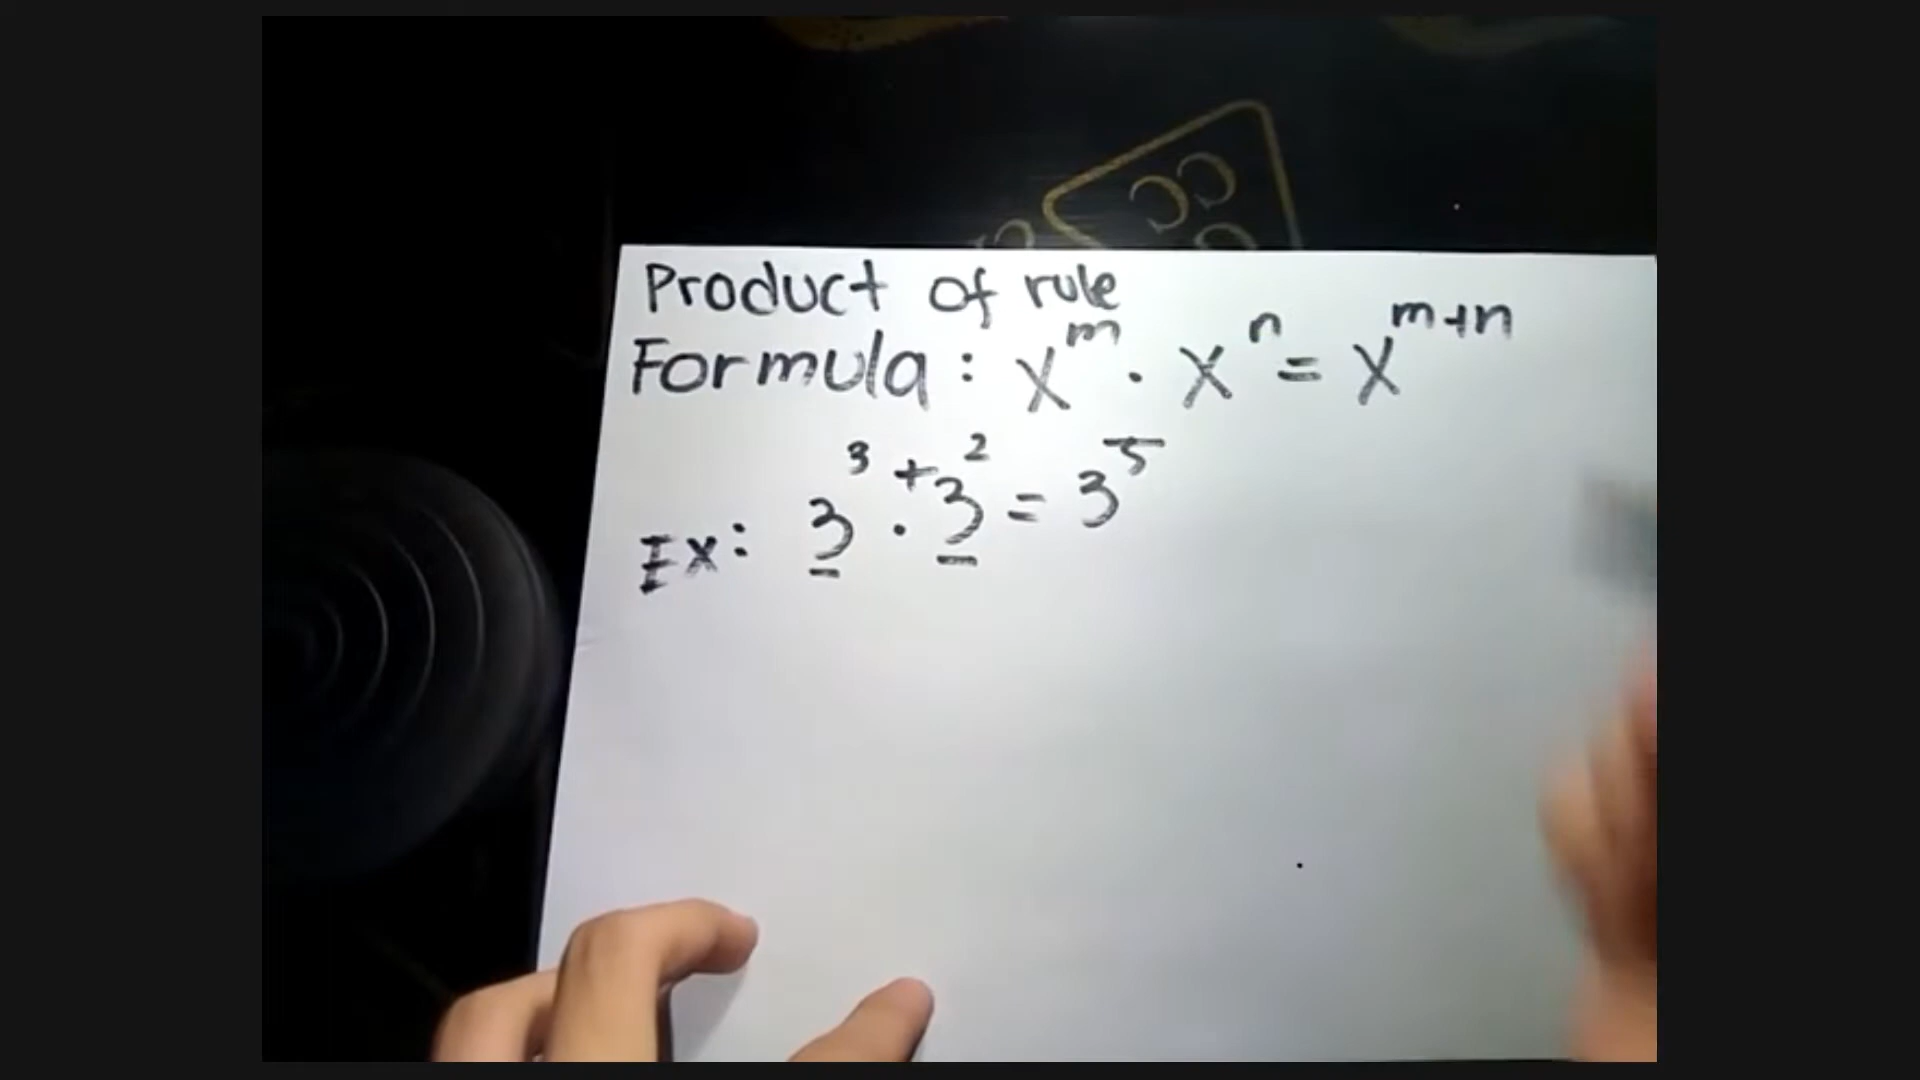 Product of rule
Formula : x^m · x^n = x^{m+n}
Ex: 3^3 · + 3^2 = 3^5